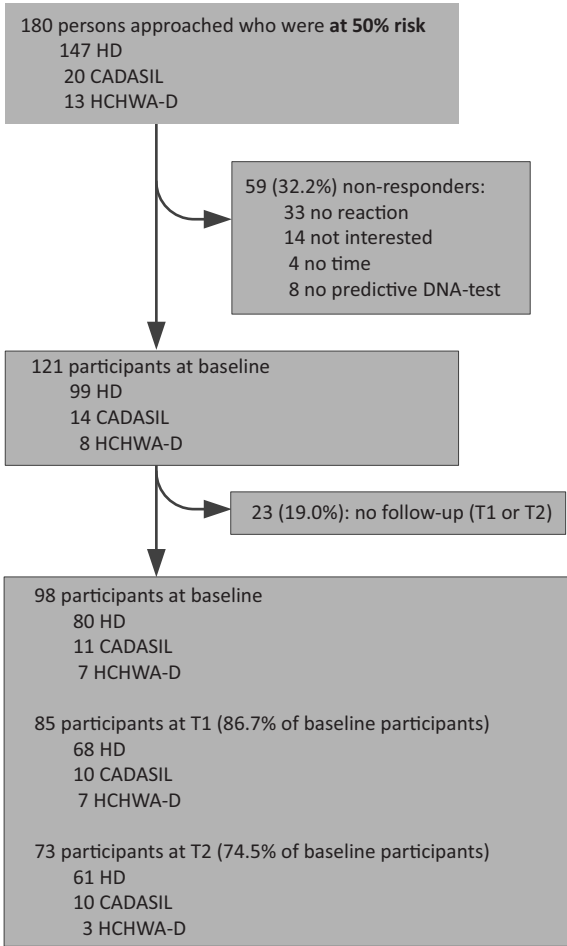 180 persons approached who were at 50% risk
147 HD
20 CADASIL
13 HCHWA-D
59 (32.2%) non-responders:
33 no reaction
14 not interested
4 no time
8 no predictive DNA-test
121 participants at baseline
99 HD
14 CADASIL
8 HCHWA-D
23 (19.0%): no follow-up (T1 or T2)
98 participants at baseline
80 HD
11 CADASIL
7 HCHWA-D
85 participants at T1 (86.7% of baseline participants)
68 HD
10 CADASIL
7 HCHWA-D
73 participants at T2 (74.5% of baseline participants)
61 HD
10 CADASIL
3 HCHWA-D